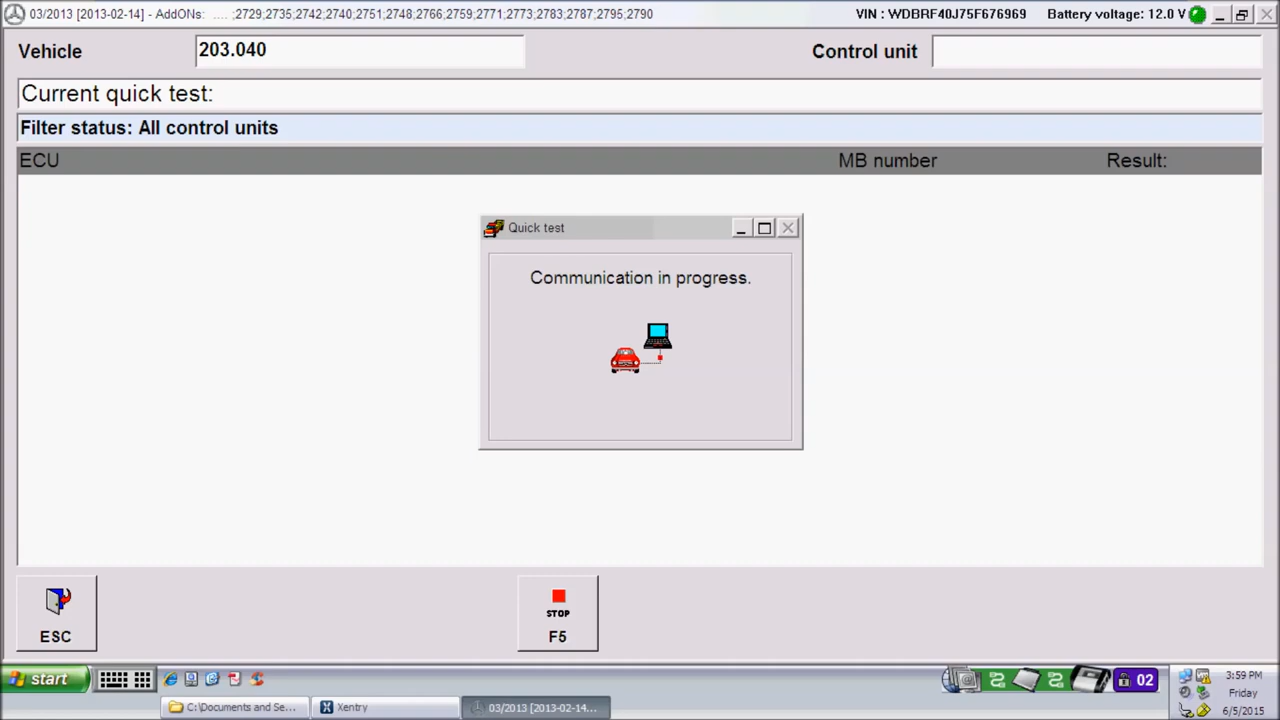 03/2013 [2013-02-14] - AddONs: .... ;2729;2735;2742;2740;2751;2748;2766;2759;2771;2773;2783;2787;2795;2790
VIN : WDBRF40J75F676969
Battery voltage: 12.0 V
Vehicle
203.040
Control unit
Current quick test:
Filter status: All control units
ECU
MB number
Result:
Quick test
Communication in progress.
ESC
STOP
F5
start
02
3:59 PM
Friday
6/5/2015
C:\Documents and Se...
Xentry
03/2013 [2013-02-14...